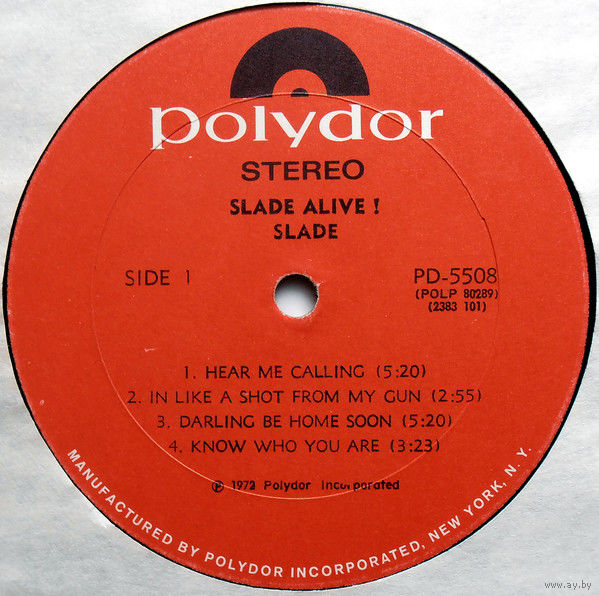 polydor
STEREO
SLADE ALIVE !
SLADE
SIDE 1
PD-5508
(POLP 80289)
(2383 101)
1. HEAR ME CALLING (5:20)
2. IN LIKE A SHOT FROM MY GUN (2:55)
3. DARLING BE HOME SOON (5:20)
4. KNOW WHO YOU ARE (3:23)
℗ 1972 Polydor Incorporated
MANUFACTURED BY POLYDOR INCORPORATED, NEW YORK, N. Y.
www.ay.by